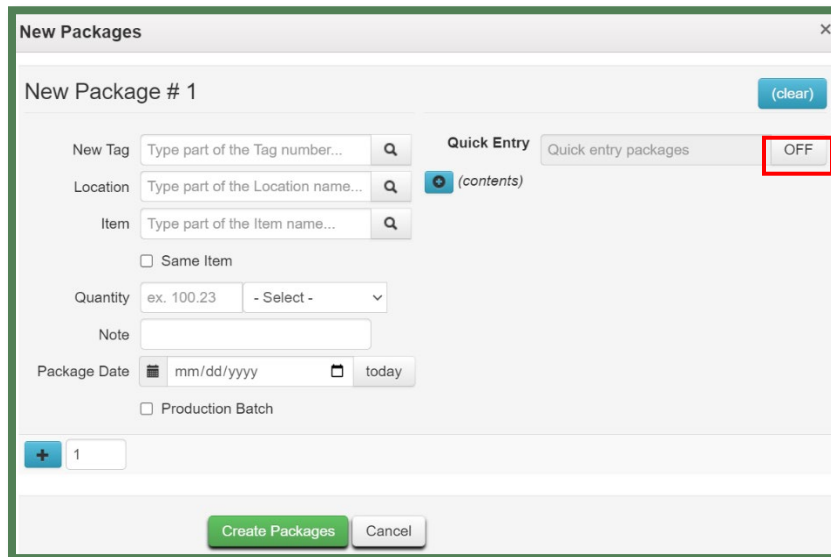 New Packages ×
New Package # 1 (clear)
New Tag Type part of the Tag number... Quick Entry Quick entry packages OFF
Location Type part of the Location name... (contents)
Item Type part of the Item name...
Same Item
Quantity ex. 100.23 - Select -
Note
Package Date mm/dd/yyyy today
Production Batch
+ 1
Create Packages Cancel